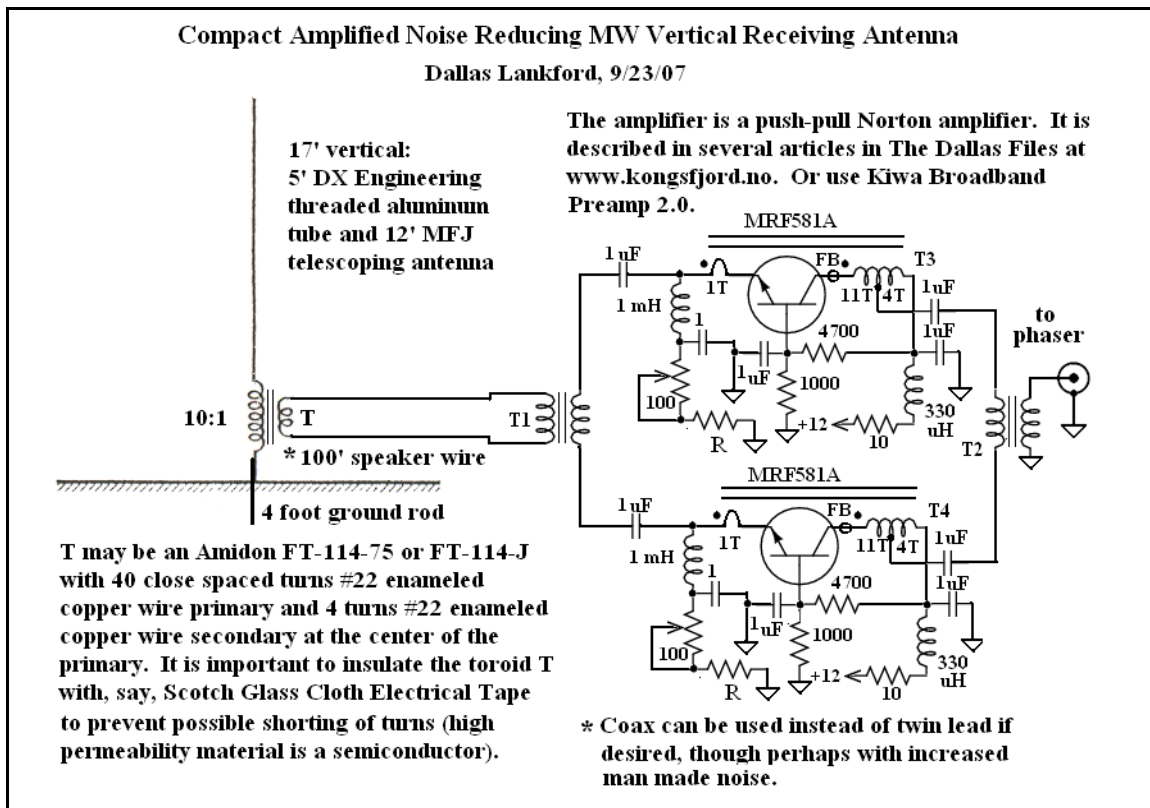 Compact Amplified Noise Reducing MW Vertical Receiving Antenna
Dallas Lankford, 9/23/07
17' vertical:
5' DX Engineering
threaded aluminum
tube and 12' MFJ
telescoping antenna
The amplifier is a push-pull Norton amplifier. It is
described in several articles in The Dallas Files at
www.kongsfjord.no. Or use Kiwa Broadband
Preamp 2.0.
MRF581A
1 uF
1T
FB
T3
11T
4T
1uF
1 mH
1
1 uF
4700
1uF
to
phaser
100
1000
R
+12
10
330
uH
10:1
T
T1
T2
* 100' speaker wire
4 foot ground rod
MRF581A
1 uF
1T
FB
T4
11T
4T
1uF
1 mH
1
1uF
4700
1uF
100
1000
R
+12
10
330
uH
T may be an Amidon FT-114-75 or FT-114-J
with 40 close spaced turns #22 enameled
copper wire primary and 4 turns #22 enameled
copper wire secondary at the center of the
primary. It is important to insulate the toroid T
with, say, Scotch Glass Cloth Electrical Tape
to prevent possible shorting of turns (high
permeability material is a semiconductor).
* Coax can be used instead of twin lead if
desired, though perhaps with increased
man made noise.